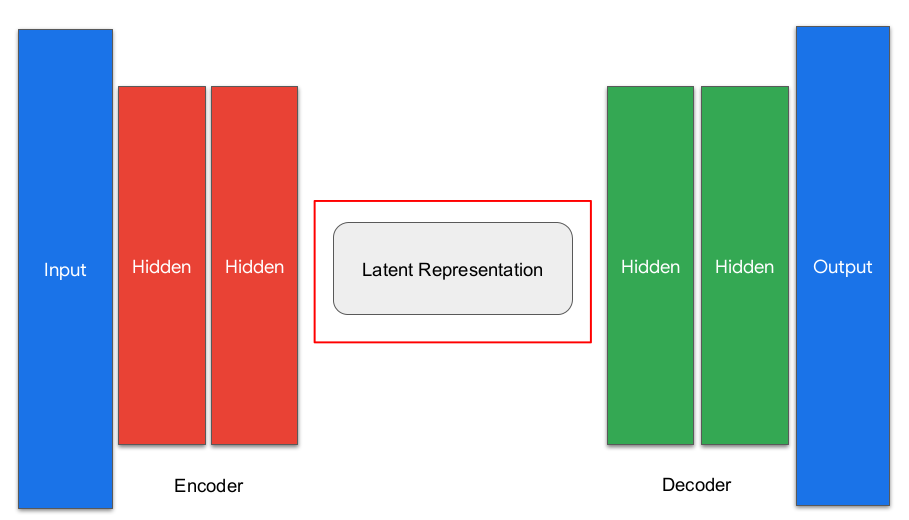 Input
Hidden
Hidden
Latent Representation
Hidden
Hidden
Output
Encoder
Decoder